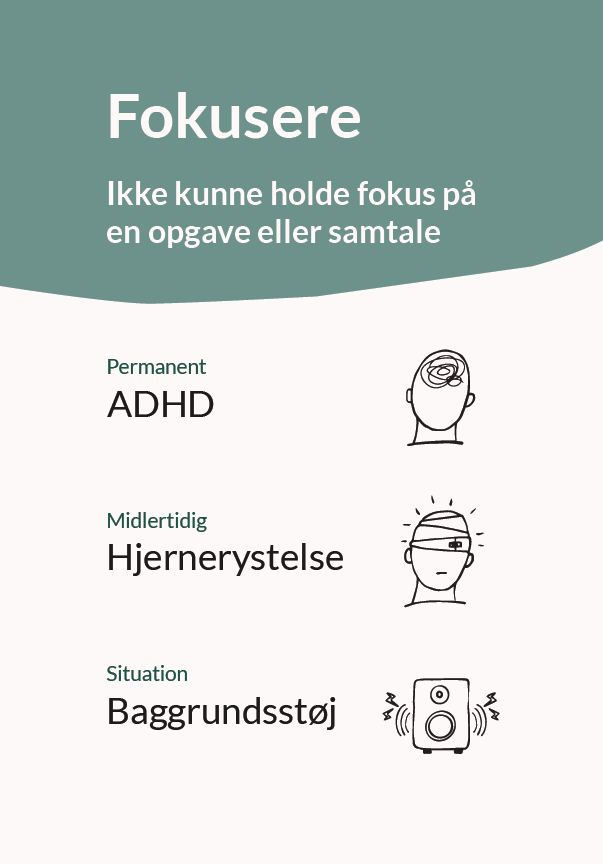 Fokusere
Ikke kunne holde fokus på
en opgave eller samtale
Permanent
ADHD
Midlertidig
Hjernerystelse
Situation
Baggrundsstøj